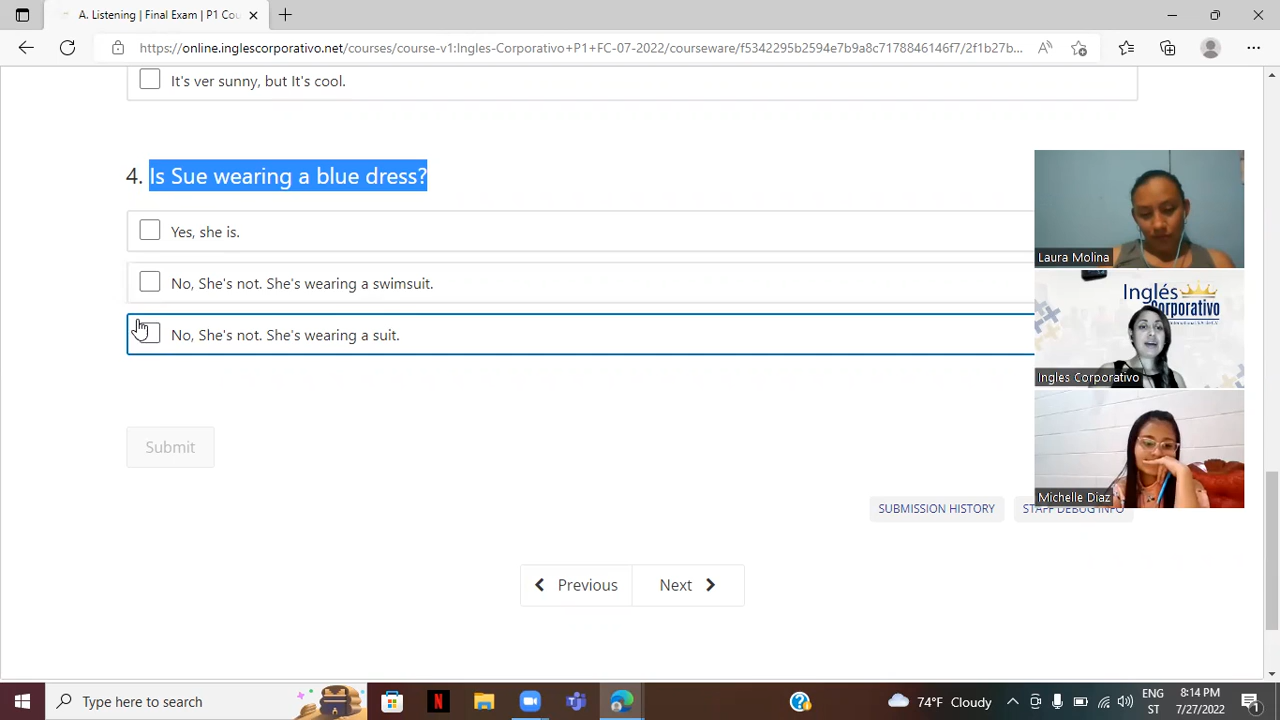 A. Listening | Final Exam | P1 Cou
https://online.inglescorporativo.net/courses/course-v1:Ingles-Corporativo+P1+FC-07-2022/courseware/f5342295b25d4e7b9a8c7178846146f7/2f1b27b...
It's ver sunny, but It's cool.
4. Is Sue wearing a blue dress?
Yes, she is.
No, She's not. She's wearing a swimsuit.
No, She's not. She's wearing a suit.
Submit
Laura Molina
Inglés
Corporativo
Ingles Corporativo
Michelle Diaz
SUBMISSION HISTORY
STAFF DEBUG INFO
Previous
Next
Type here to search
74°F Cloudy
ENG
ST
8:14 PM
7/27/2022
1